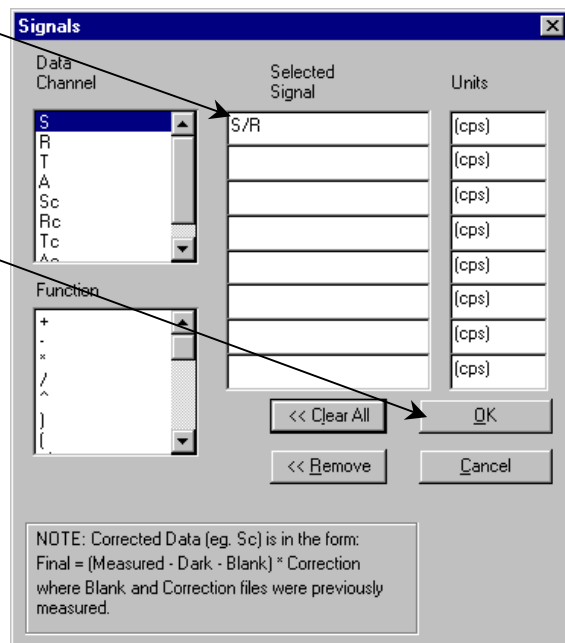 Signals
Data
Channel
Selected
Signal
Units
S
R
T
A
Sc
Rc
Tc
Ac
S/R
(cps)
(cps)
(cps)
(cps)
(cps)
(cps)
(cps)
(cps)
Function
+
-
*
/
^
)
(
<< Clear All
OK
<< Remove
Cancel
NOTE: Corrected Data (eg. Sc) is in the form:
Final = (Measured - Dark - Blank) * Correction
where Blank and Correction files were previously
measured.